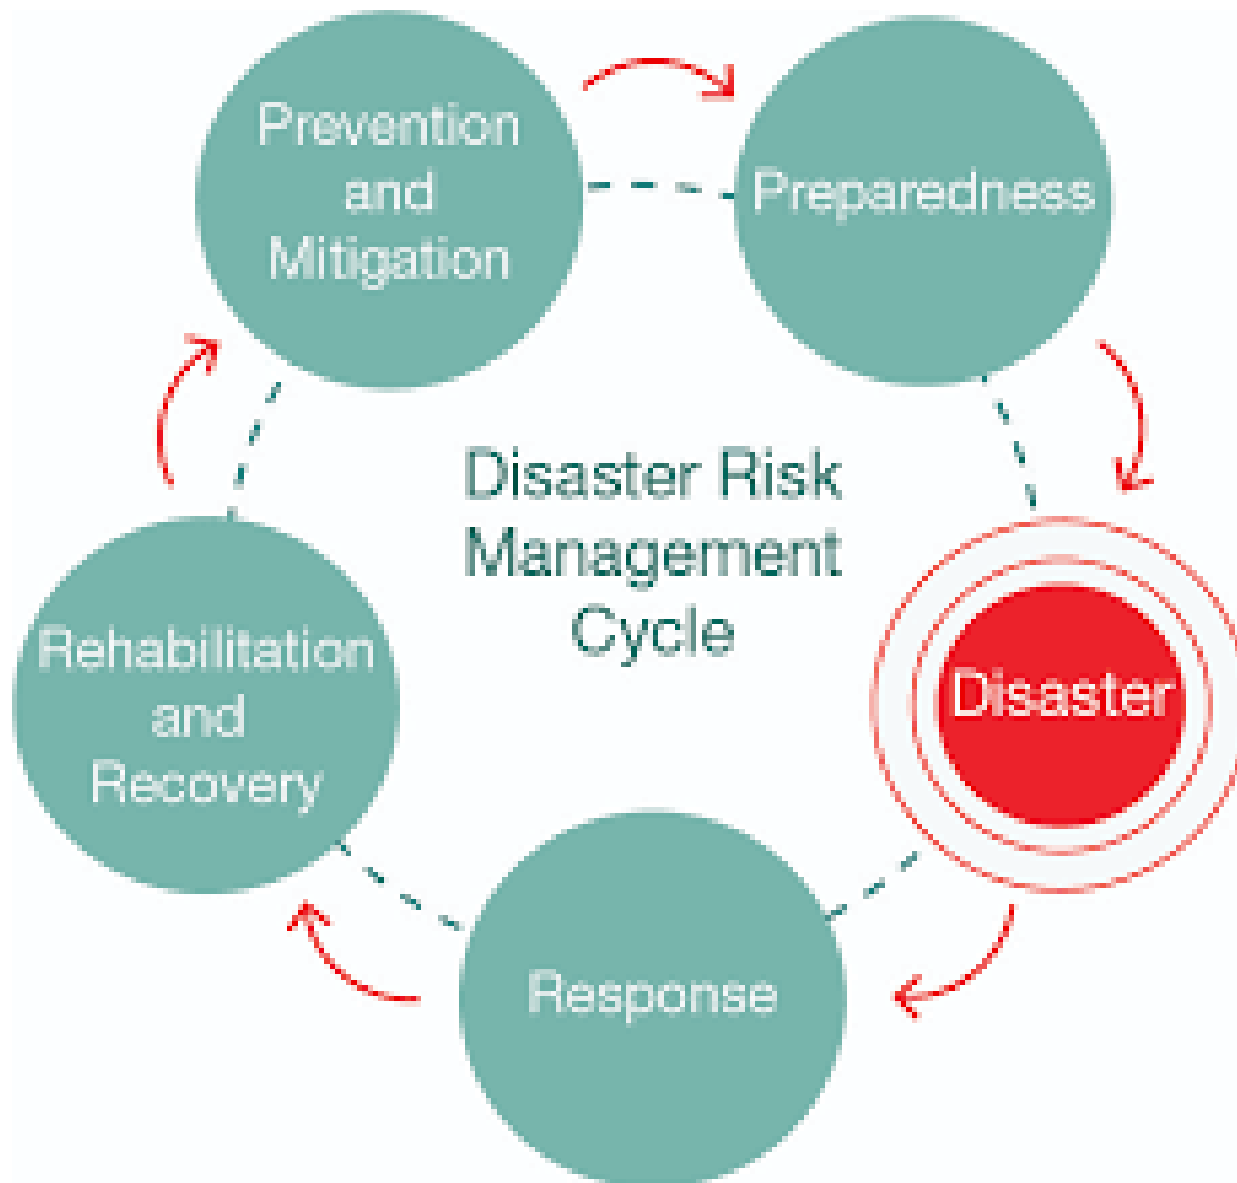 Prevention
and
Mitigation
Preparedness
Disaster Risk
Management
Cycle
Rehabilitation
and
Recovery
Disaster
Response